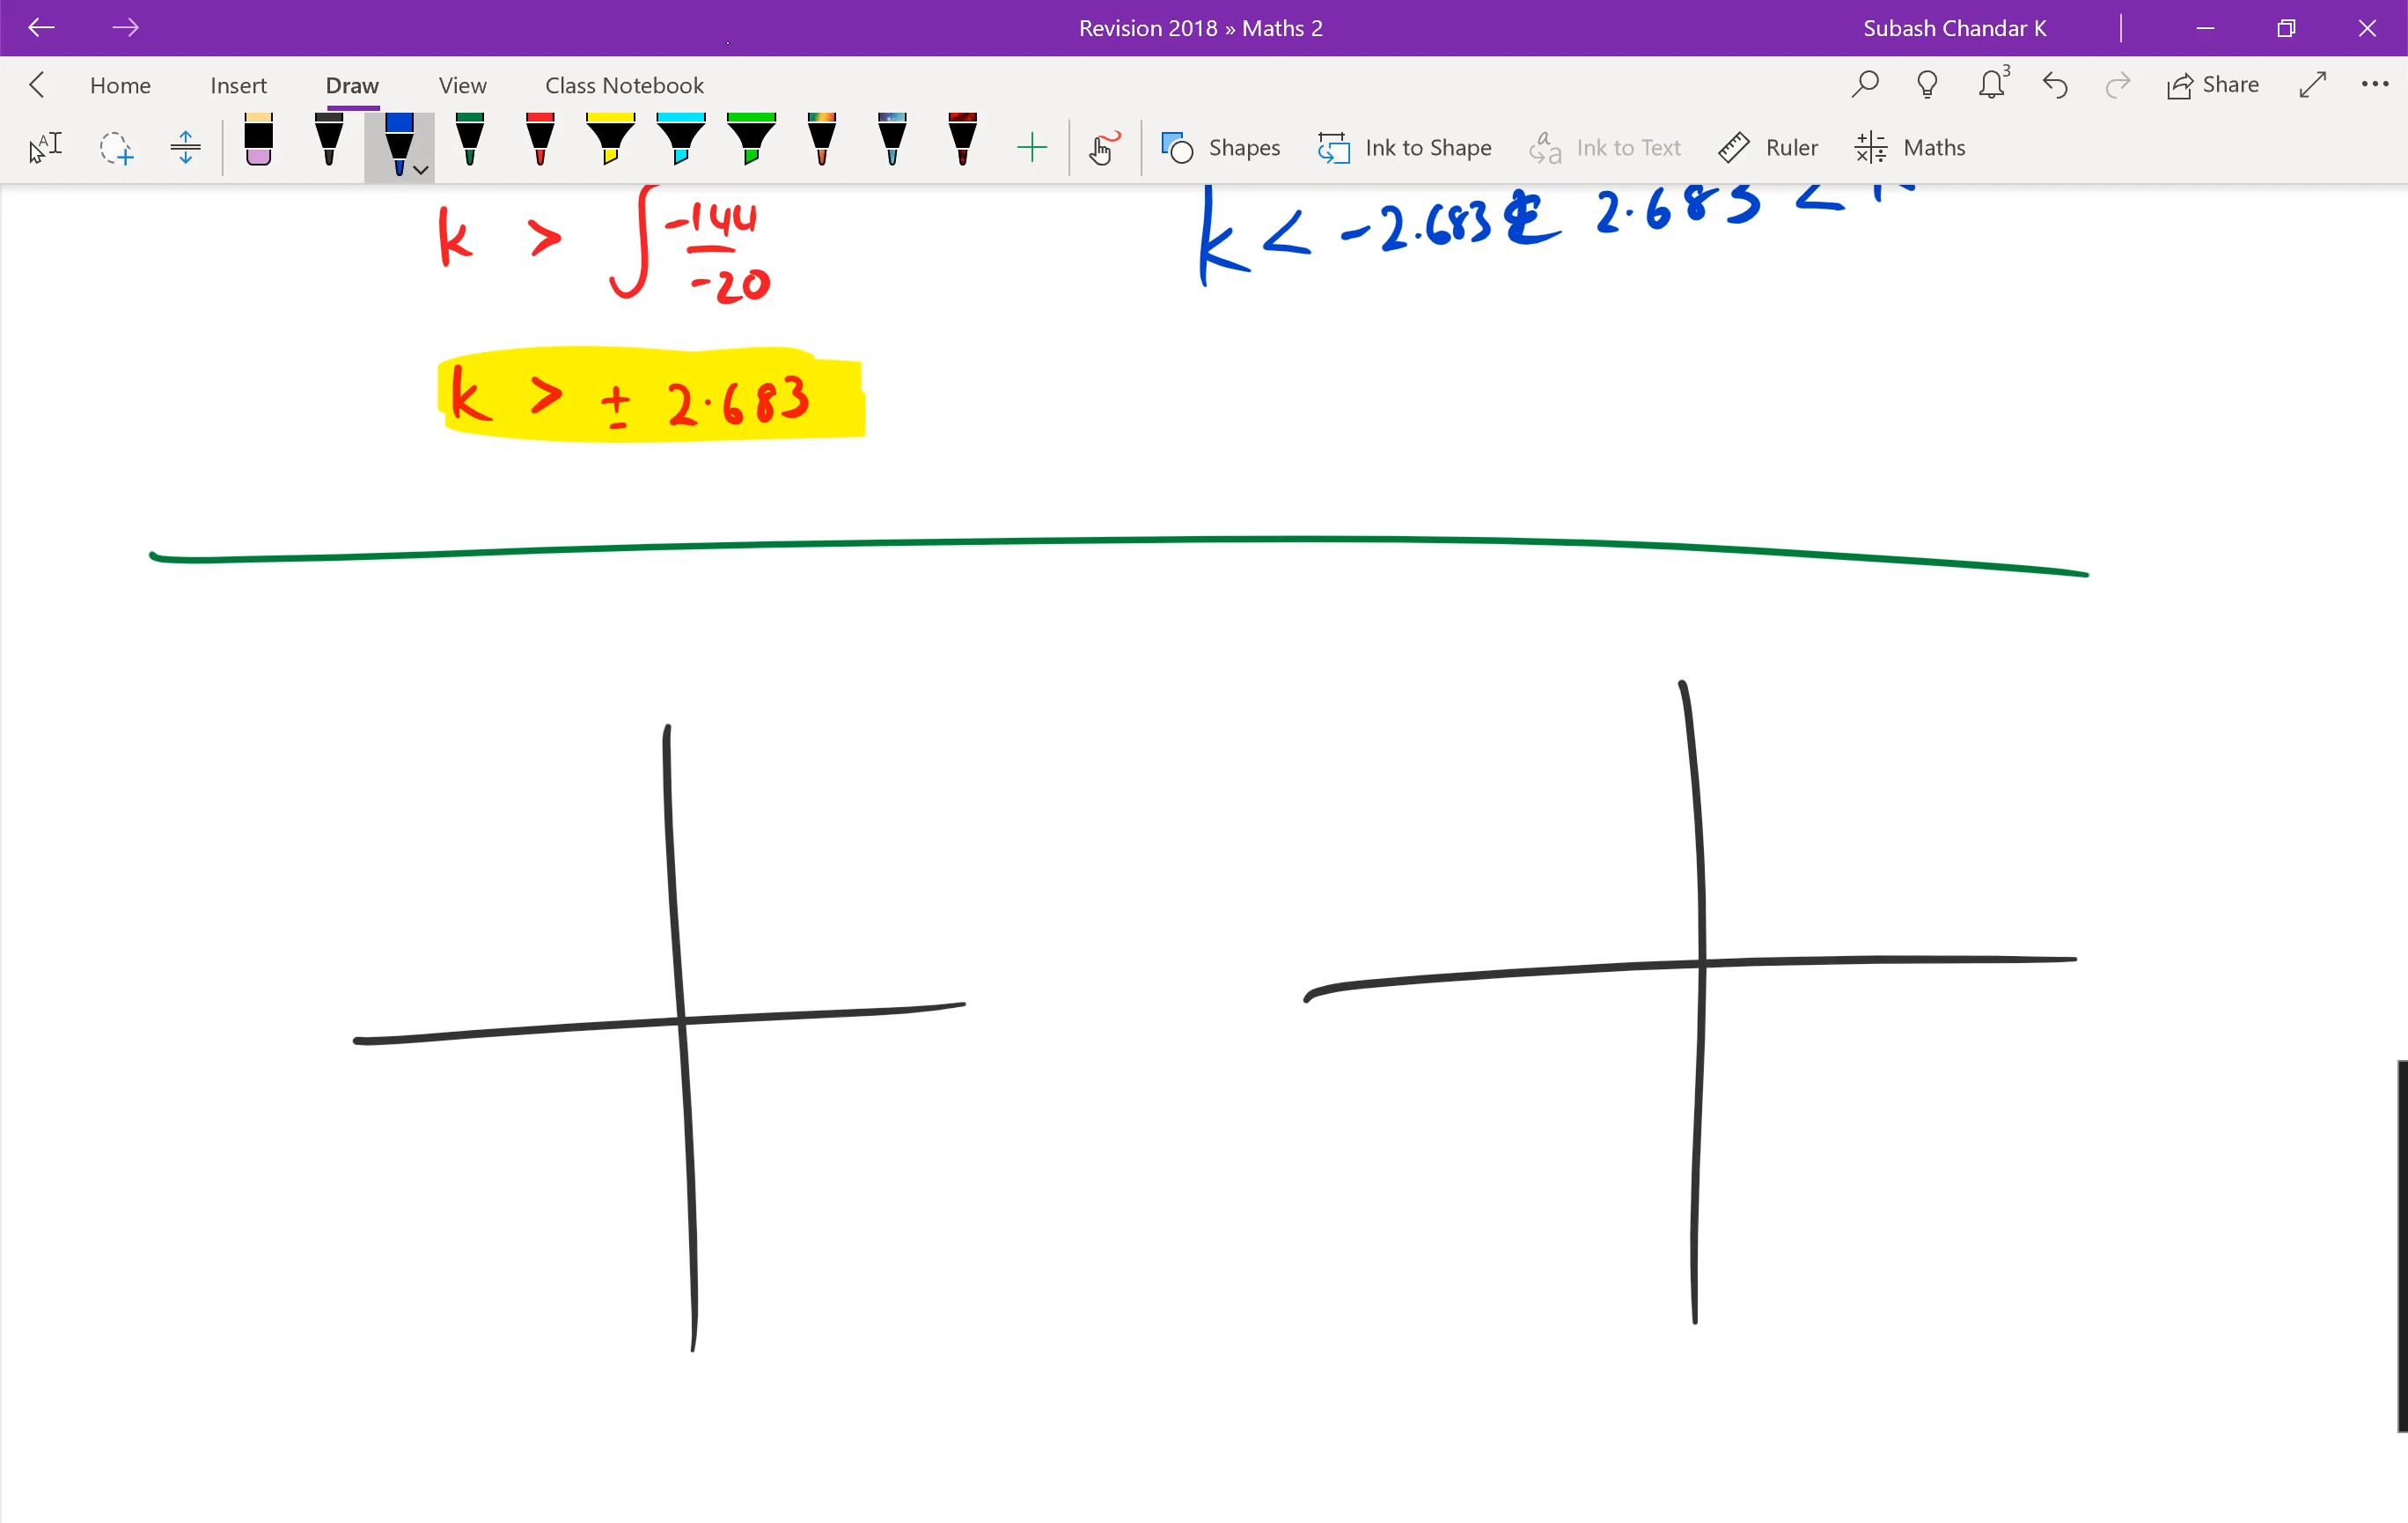 Revision 2018 » Maths 2
Subash Chandar K
Home Insert Draw View Class Notebook
3
Share
Shapes Ink to Shape Ink to Text Ruler Maths
k > √-144/-20
k < -2.683 & 2.683 <
k > ± 2.683